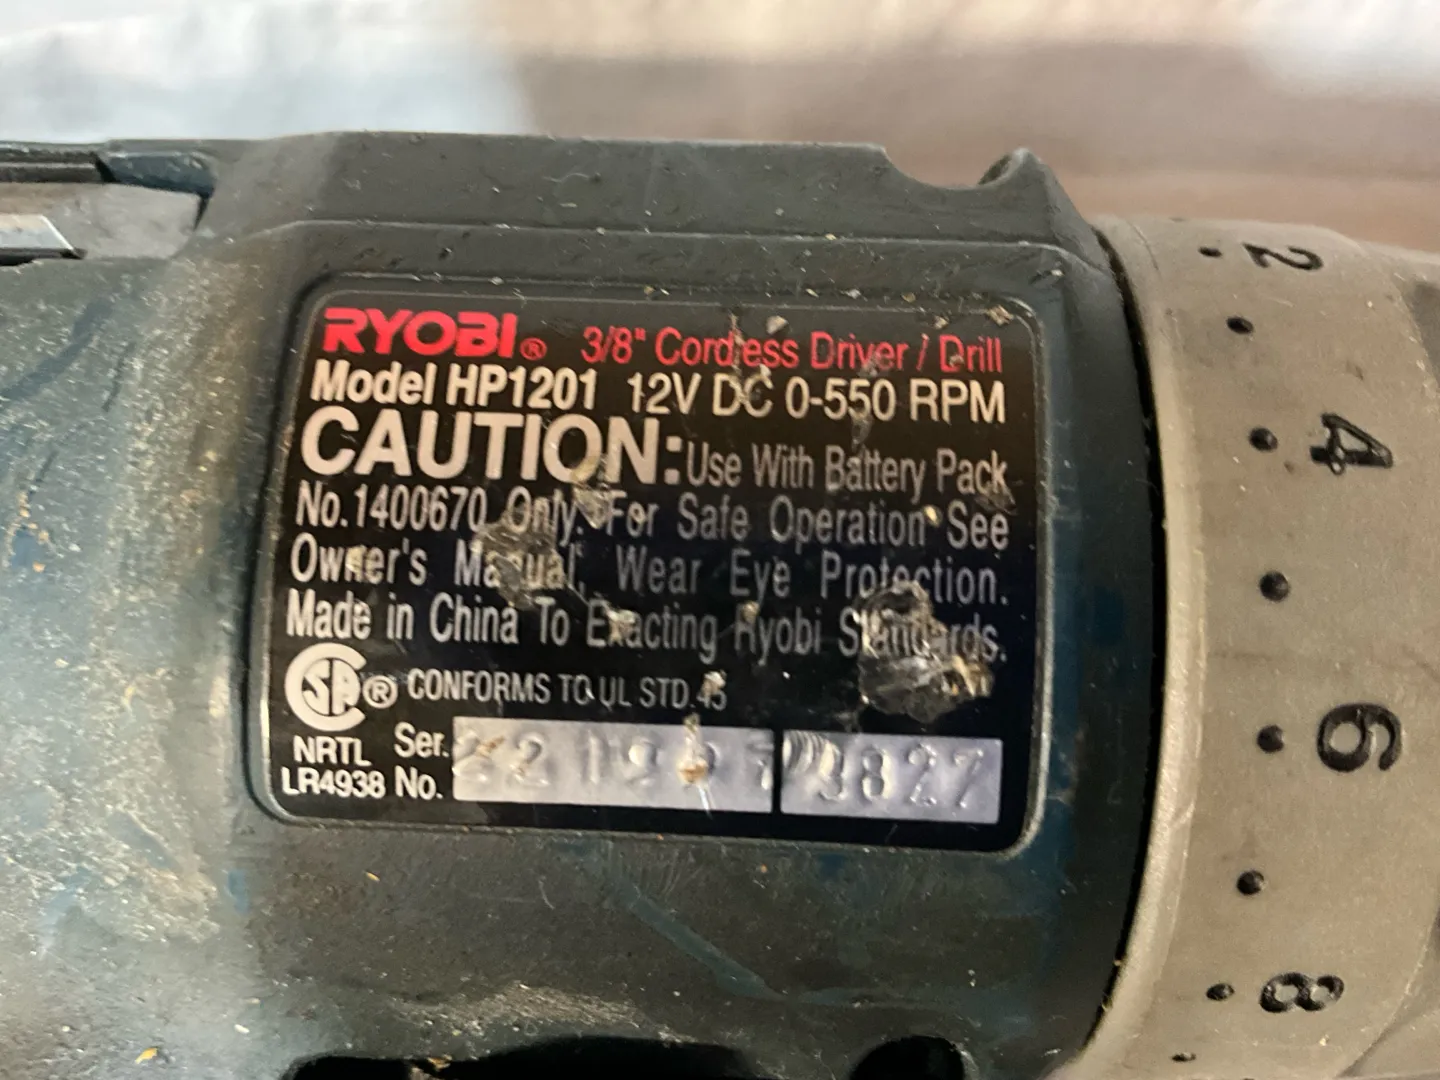 RYOBI® 3/8" Cordless Driver / Drill
Model HP1201 12V DC 0-550 RPM
CAUTION: Use With Battery Pack
No.1400670 Only. For Safe Operation See
Owner's Manual, Wear Eye Protection.
Made in China To Exacting Ryobi Standards.
CSA® CONFORMS TO UL STD.45
NRTL
LR4938
Ser.
No.
2
4
6
8